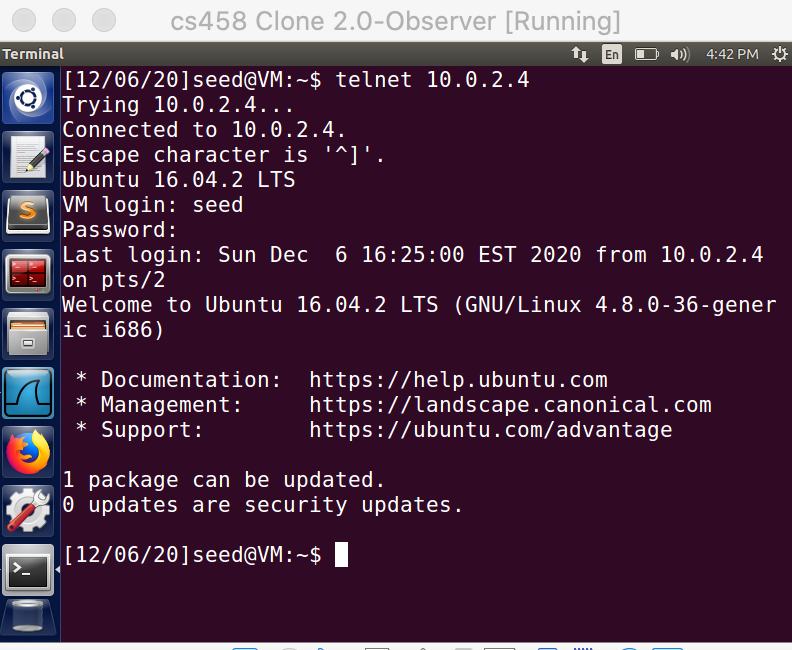 cs458 Clone 2.0-Observer [Running]
Terminal En 4:42 PM
[12/06/20]seed@VM:~$ telnet 10.0.2.4
Trying 10.0.2.4...
Connected to 10.0.2.4.
Escape character is '^]'.
Ubuntu 16.04.2 LTS
VM login: seed
Password:
Last login: Sun Dec  6 16:25:00 EST 2020 from 10.0.2.4
on pts/2
Welcome to Ubuntu 16.04.2 LTS (GNU/Linux 4.8.0-36-gener
ic i686)
 * Documentation:  https://help.ubuntu.com
 * Management:     https://landscape.canonical.com
 * Support:        https://ubuntu.com/advantage
1 package can be updated.
0 updates are security updates.
[12/06/20]seed@VM:~$